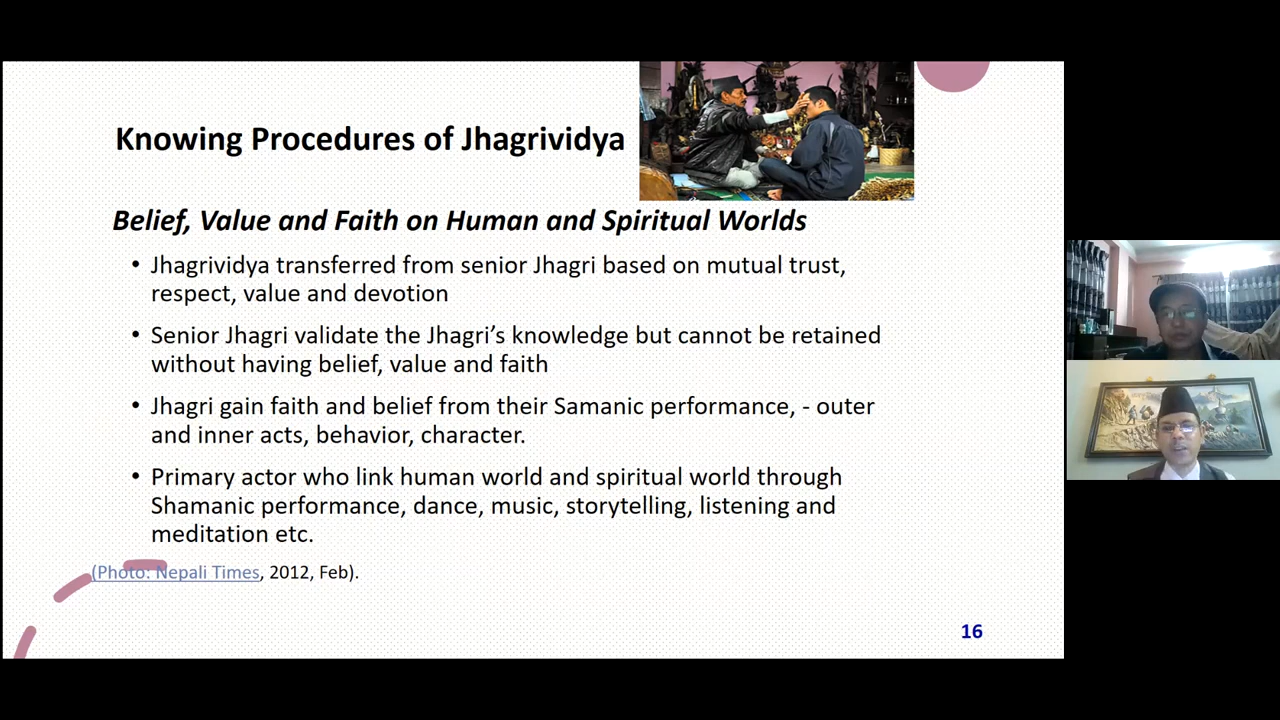 Knowing Procedures of Jhagrividya
Belief, Value and Faith on Human and Spiritual Worlds
• Jhagrividya transferred from senior Jhagri based on mutual trust,
respect, value and devotion
• Senior Jhagri validate the Jhagri’s knowledge but cannot be retained
without having belief, value and faith
• Jhagri gain faith and belief from their Samanic performance, - outer
and inner acts, behavior, character.
• Primary actor who link human world and spiritual world through
Shamanic performance, dance, music, storytelling, listening and
meditation etc.
(Photo: Nepali Times, 2012, Feb).
16